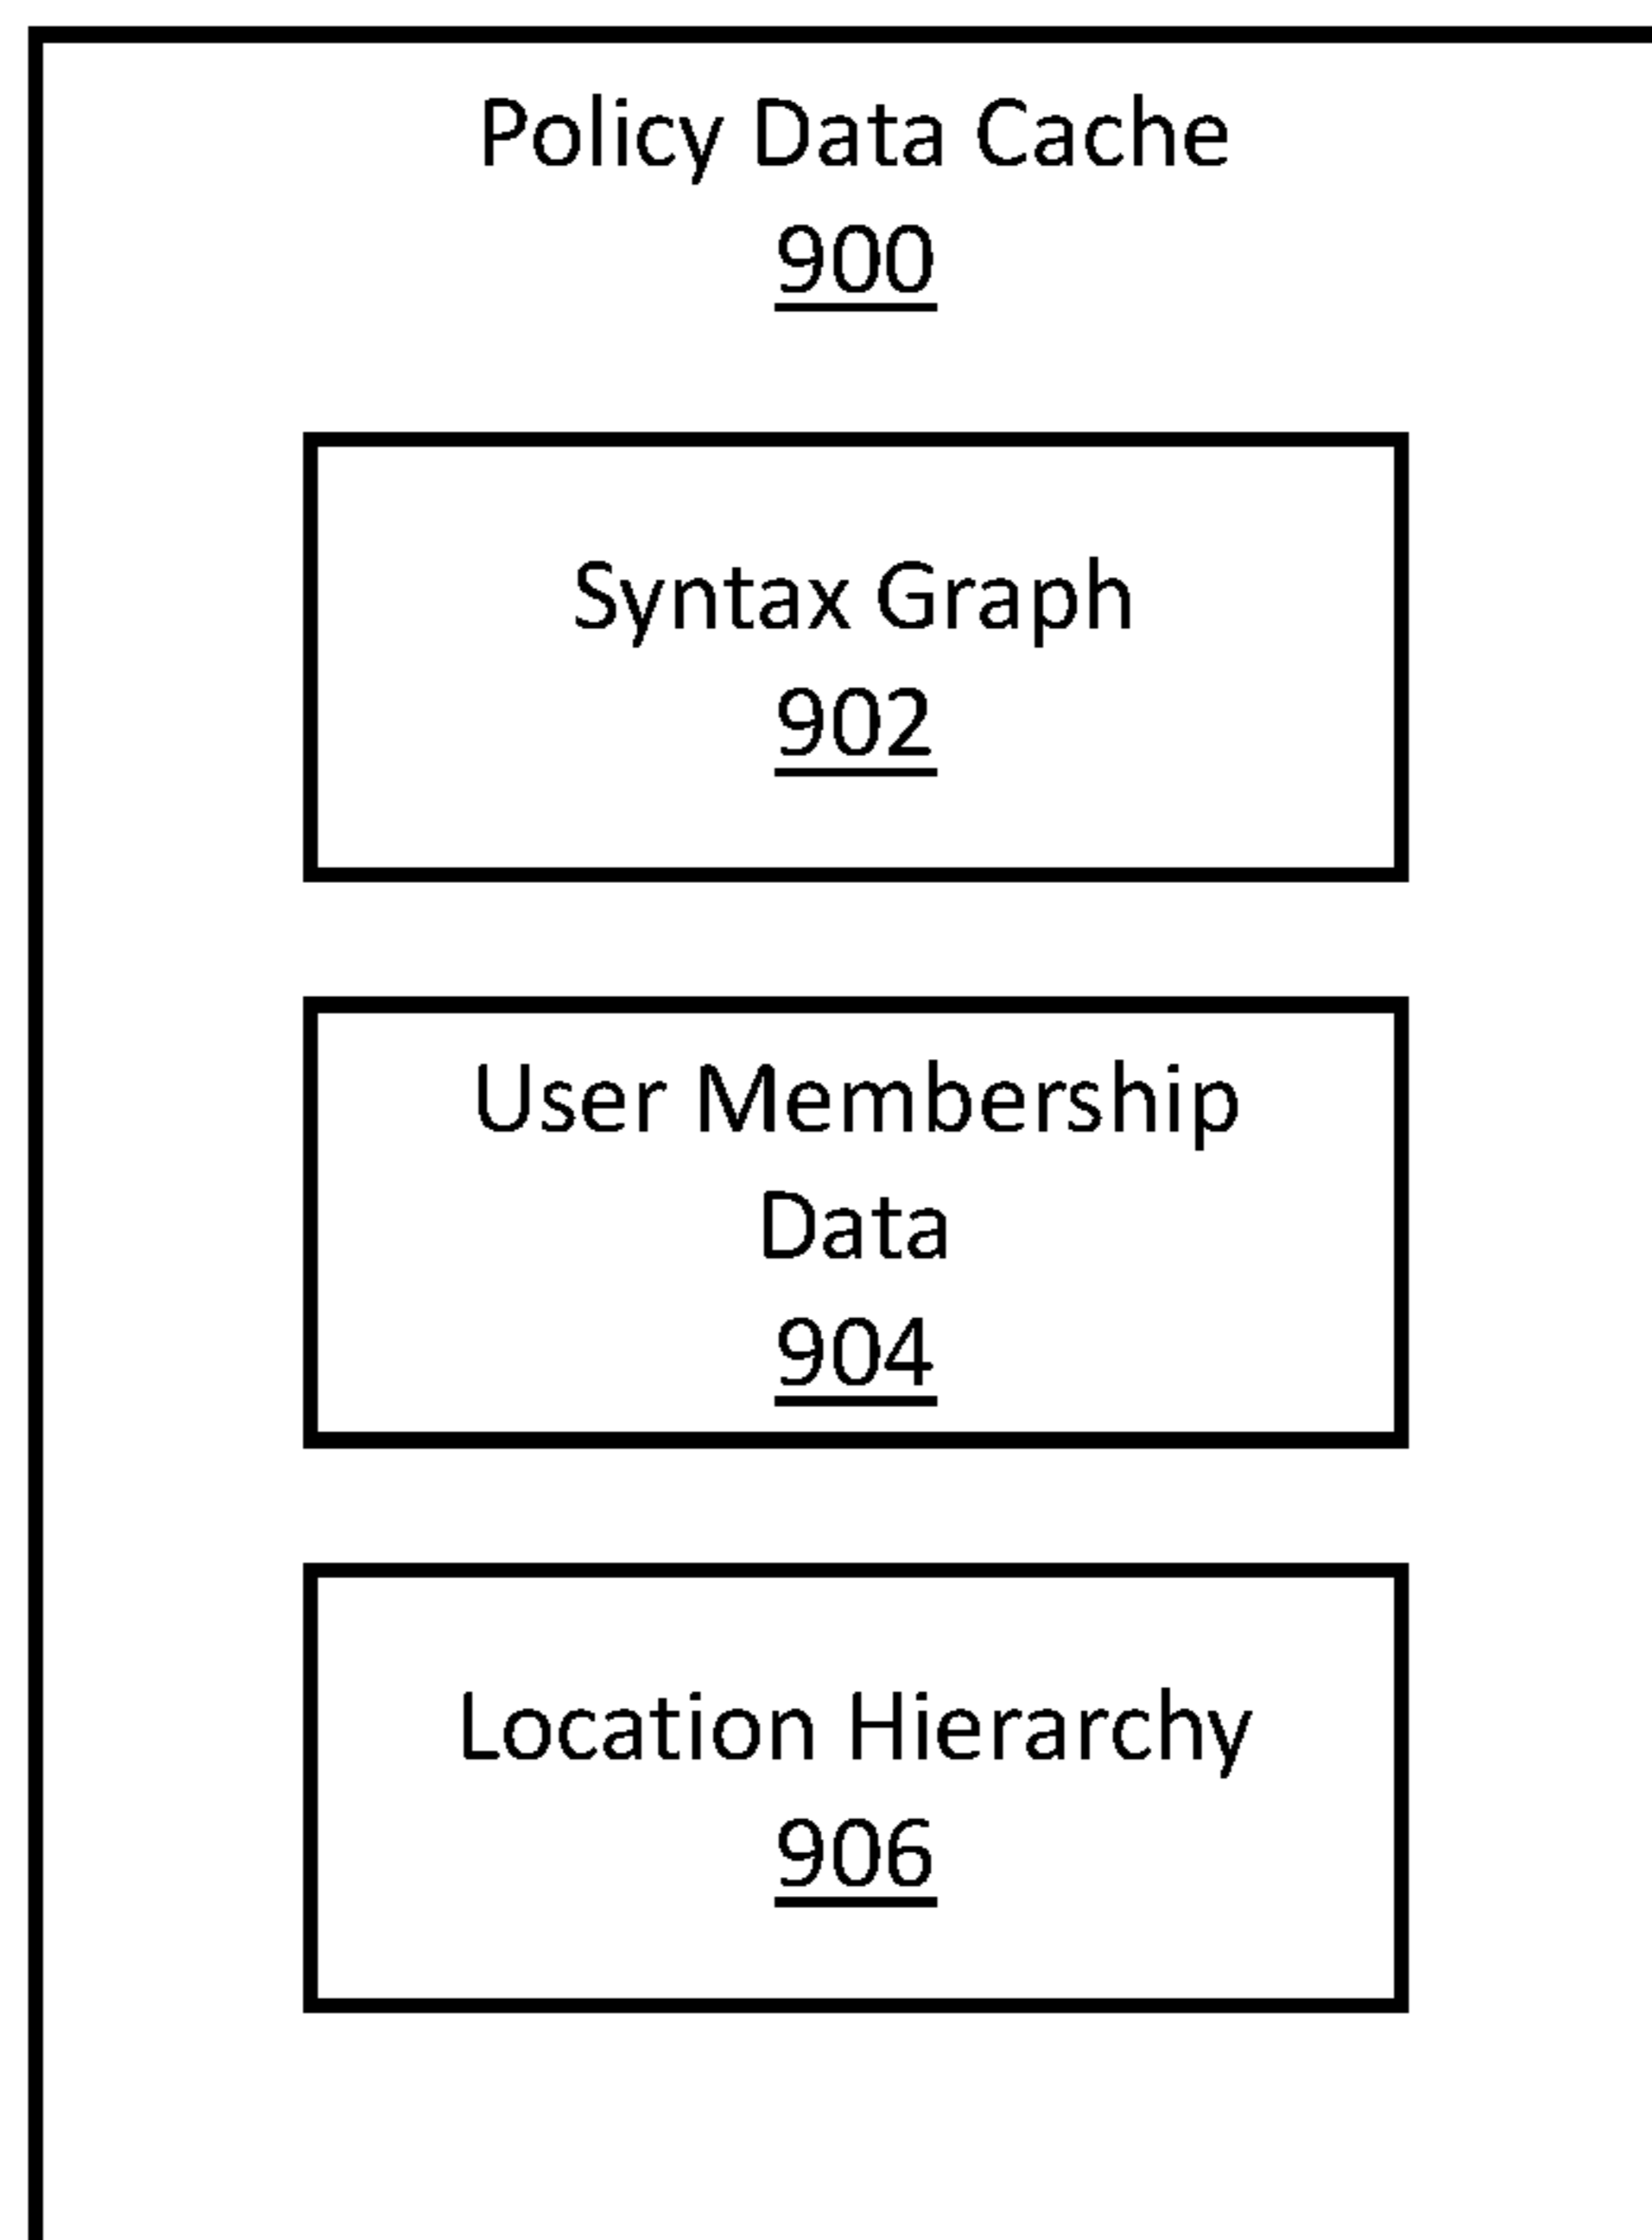 Policy Data Cache
900
Syntax Graph
902
User Membership
Data
904
Location Hierarchy
906